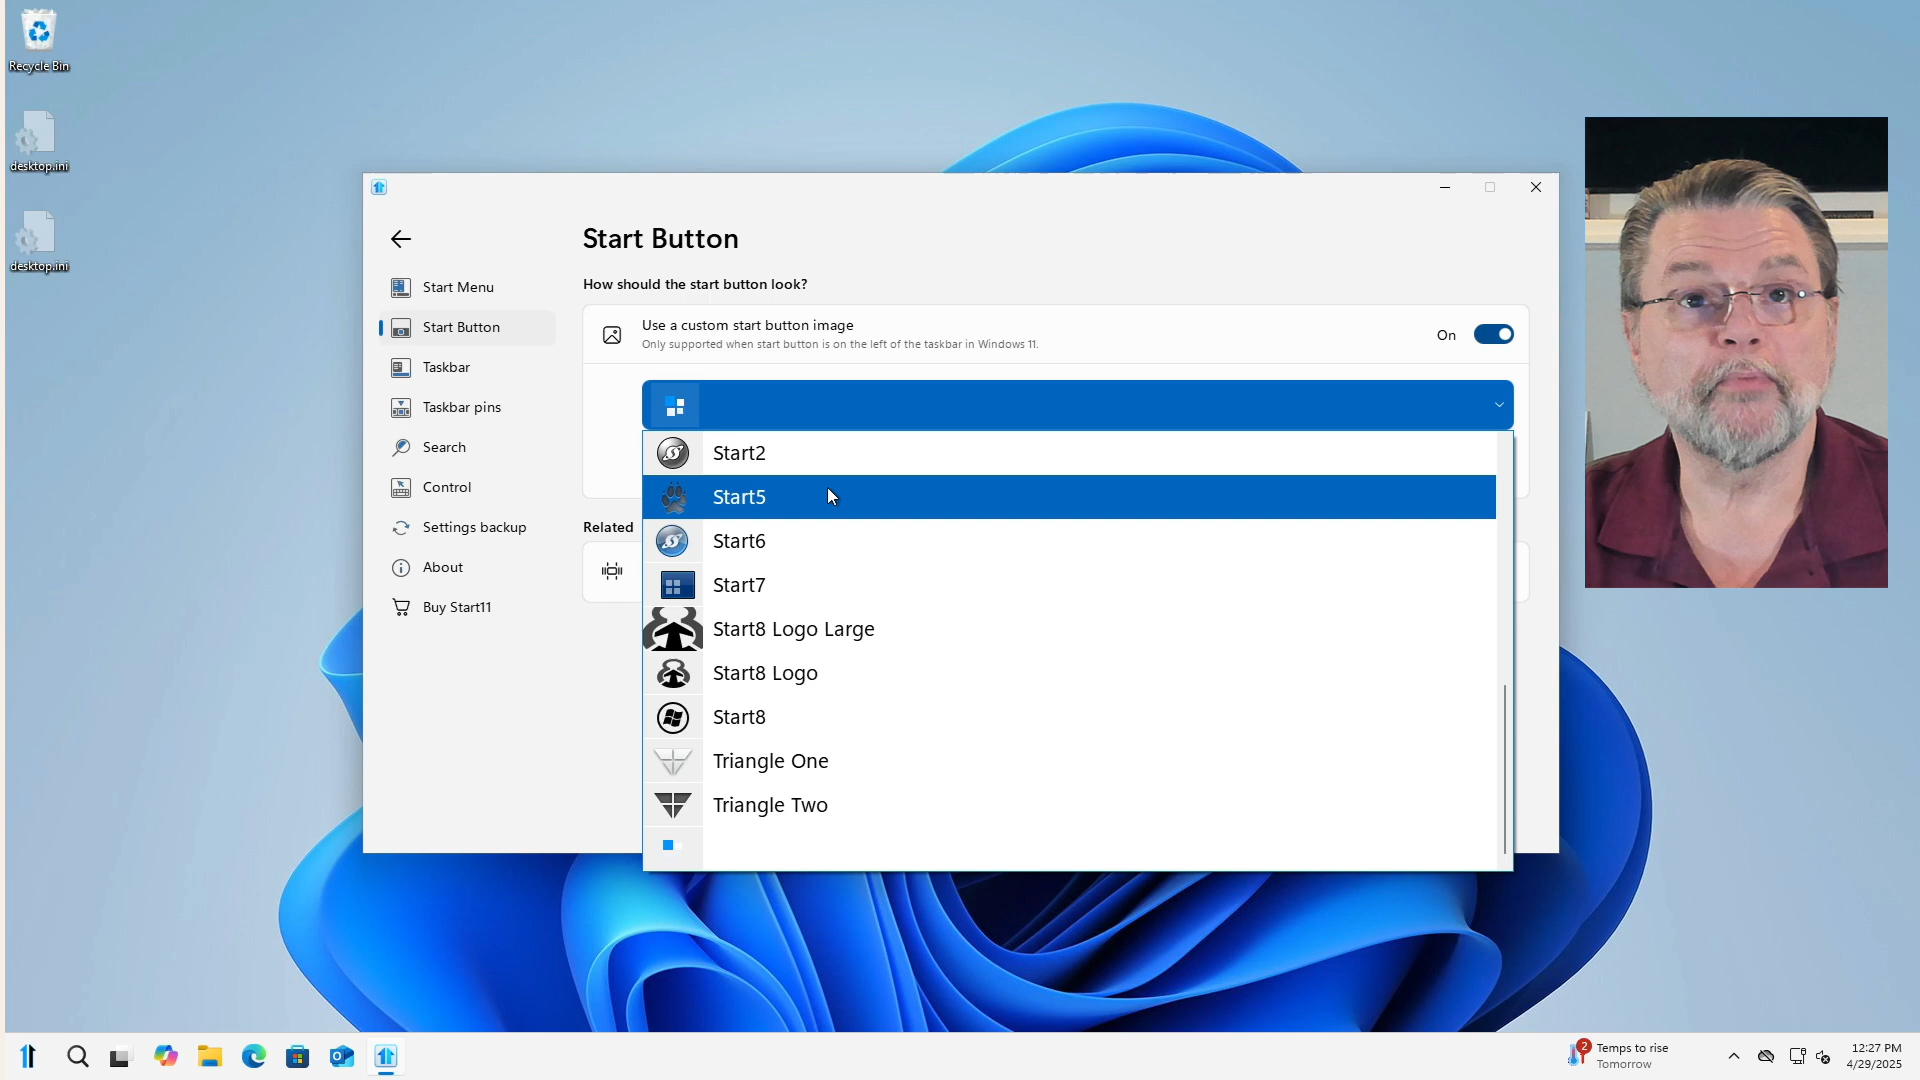 Recycle Bin
desktop.ini
desktop.ini
Start Button
How should the start button look?
Start Menu
Start Button
Taskbar
Taskbar pins
Search
Control
Settings backup
About
Buy Start11
Use a custom start button image
Only supported when start button is on the left of the taskbar in Windows 11.
On
Start2
Start5
Start6
Start7
Start8 Logo Large
Start8 Logo
Start8
Triangle One
Triangle Two
Related
2
Temps to rise
Tomorrow
12:27 PM
4/29/2025